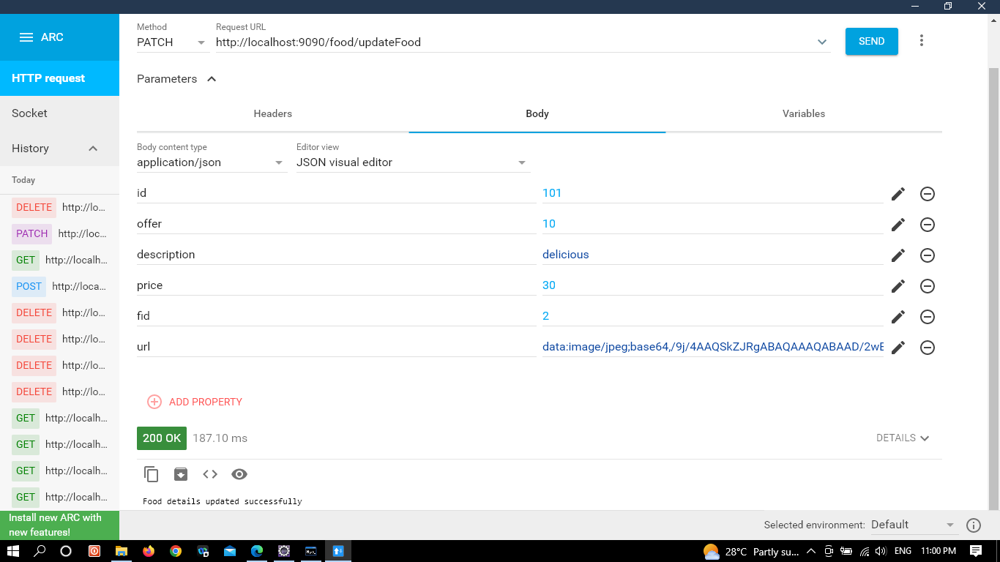 ARC
Method
Request URL
PATCH
http://localhost:9090/food/updateFood
SEND
HTTP request
Parameters
Socket
Headers
Body
Variables
History
Body content type
Editor view
application/json
JSON visual editor
Today
id
101
DELETE http://lo...
offer
10
PATCH http://loc...
description
delicious
GET http://localh...
price
30
POST http://loca...
fid
2
DELETE http://lo...
url
data:image/jpeg;base64,/9j/4AAQSkZJRgABAQAAAQABAAD/2wE
DELETE http://lo...
DELETE http://lo...
DELETE http://lo...
ADD PROPERTY
GET http://localh...
200 OK 187.10 ms
DETAILS
GET http://localh...
GET http://localh...
GET http://localh...
Food details updated successfully
Install new ARC with
new features!
Selected environment: Default
28°C Partly su...
ENG
11:00 PM